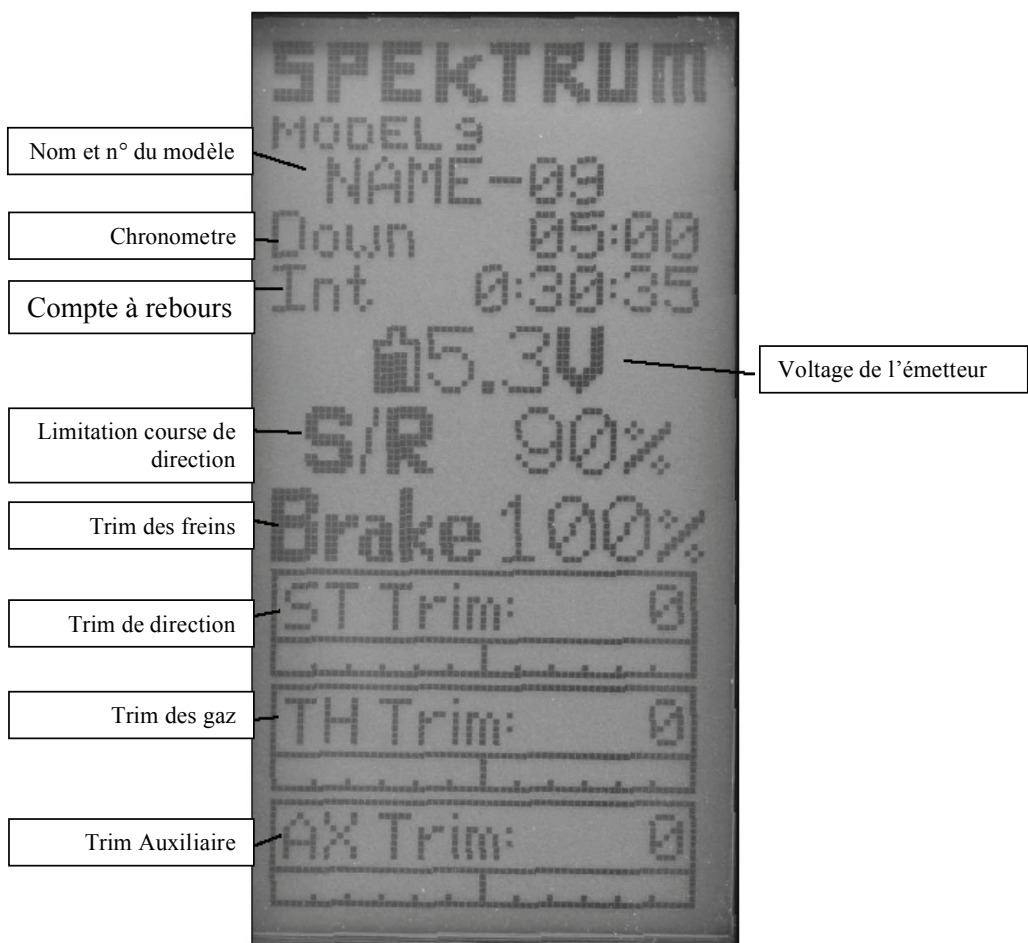 SPEKTRUM
MODEL9
NAME-09
Down 05:00
Int 0:30:35
5.3V
S/R 90%
Brake 100%
ST Trim: 0
TH Trim: 0
AX Trim: 0
Nom et n° du modèle
Chronometre
Compte à rebours
Limitation course de
direction
Trim des freins
Trim de direction
Trim des gaz
Trim Auxiliaire
Voltage de l'émetteur